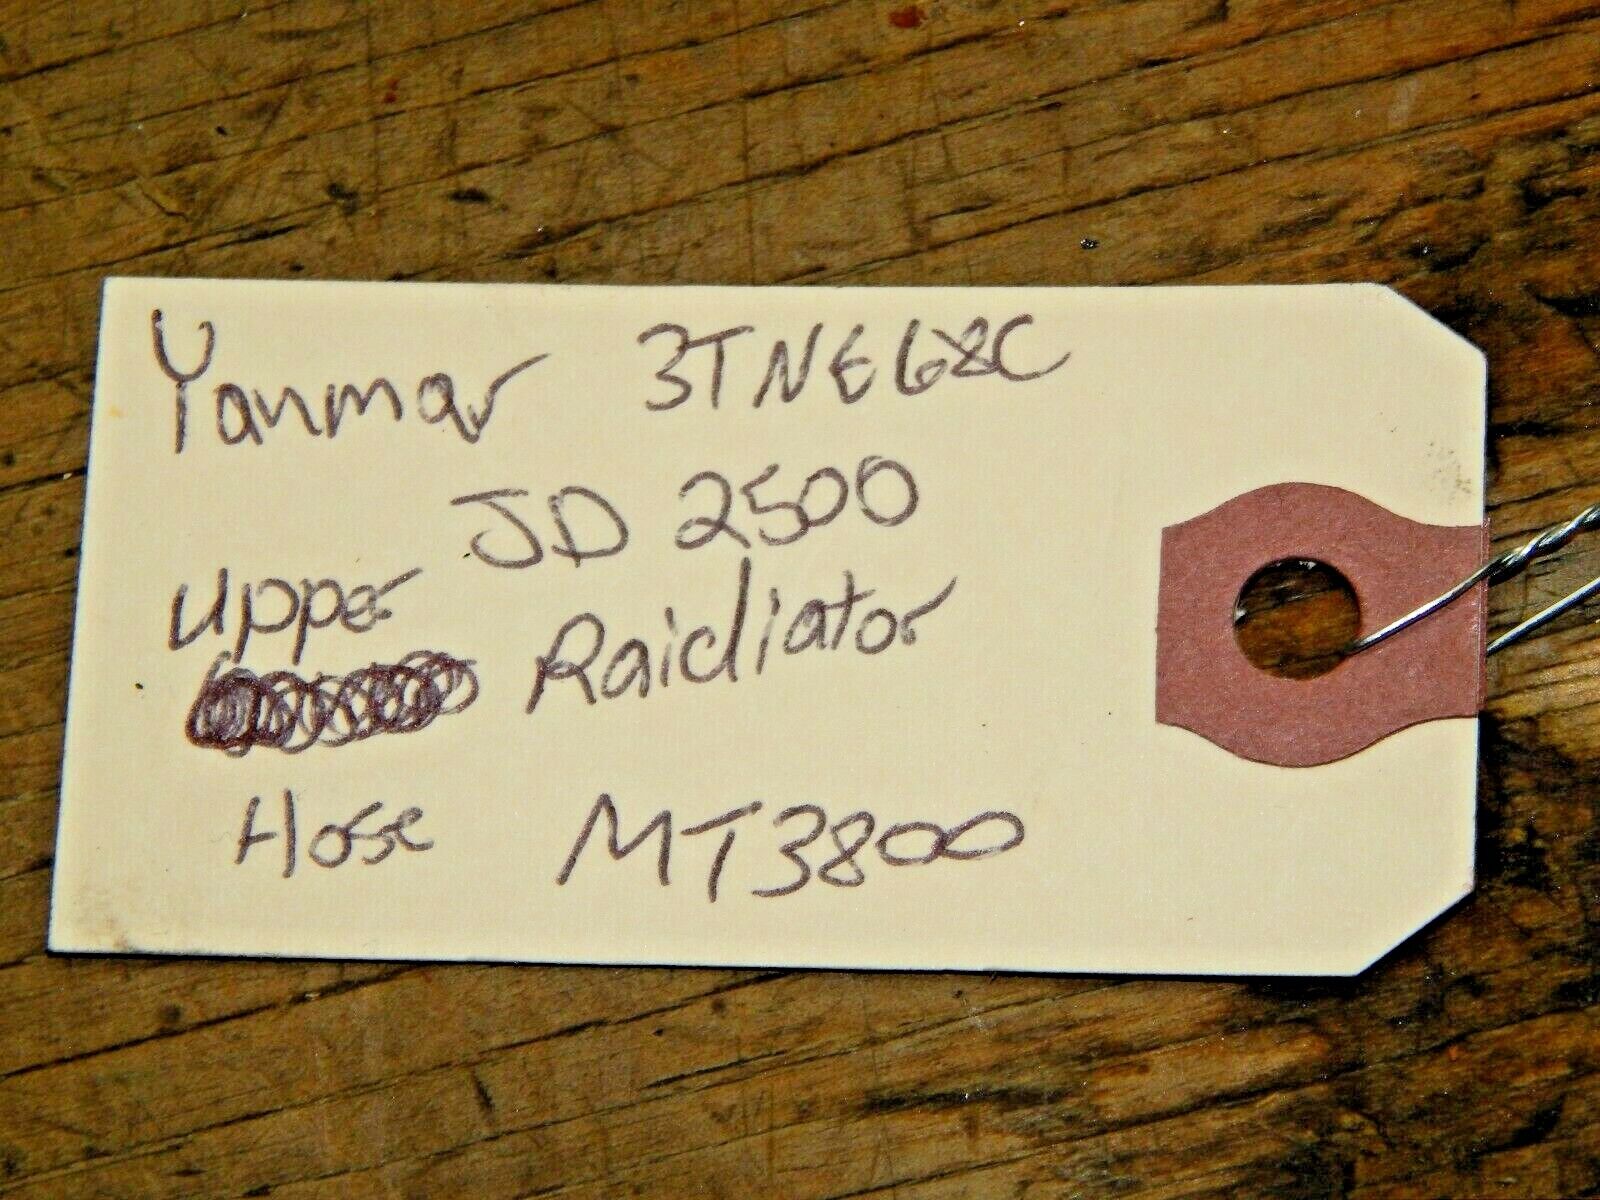 Yanmar 3TNE68C
JD 2500
Upper
Raidiator
Hose MT3800